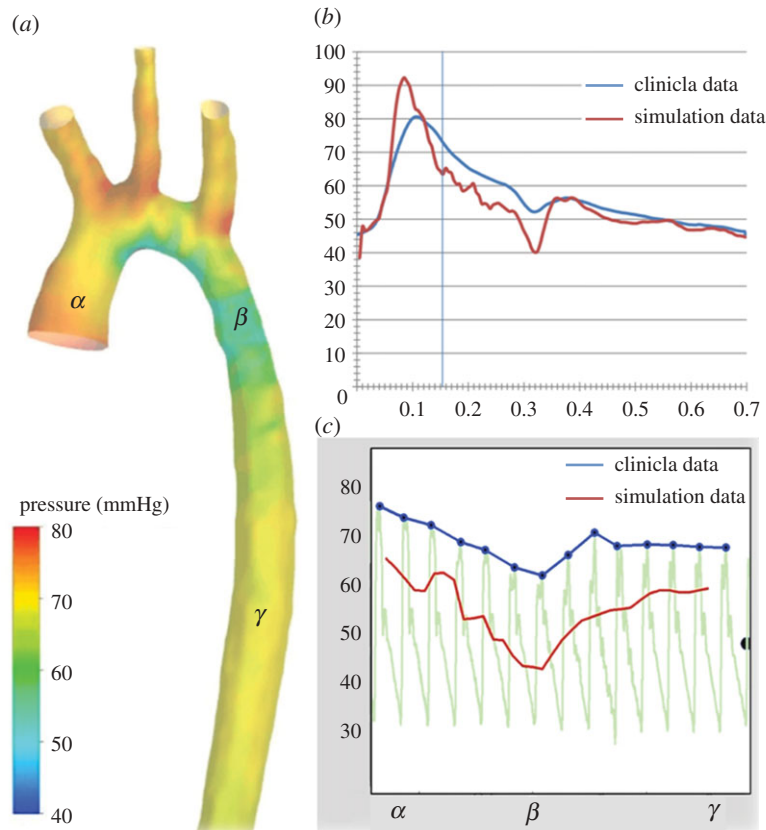 (a)
α
β
γ
pressure (mmHg)
80
70
60
50
40
(b)
100
90
80
70
60
50
40
30
20
10
0
0.1 0.2 0.3 0.4 0.5 0.6 0.7
clinicla data
simulation data
(c)
80
70
60
50
40
30
clinicla data
simulation data
α β γ